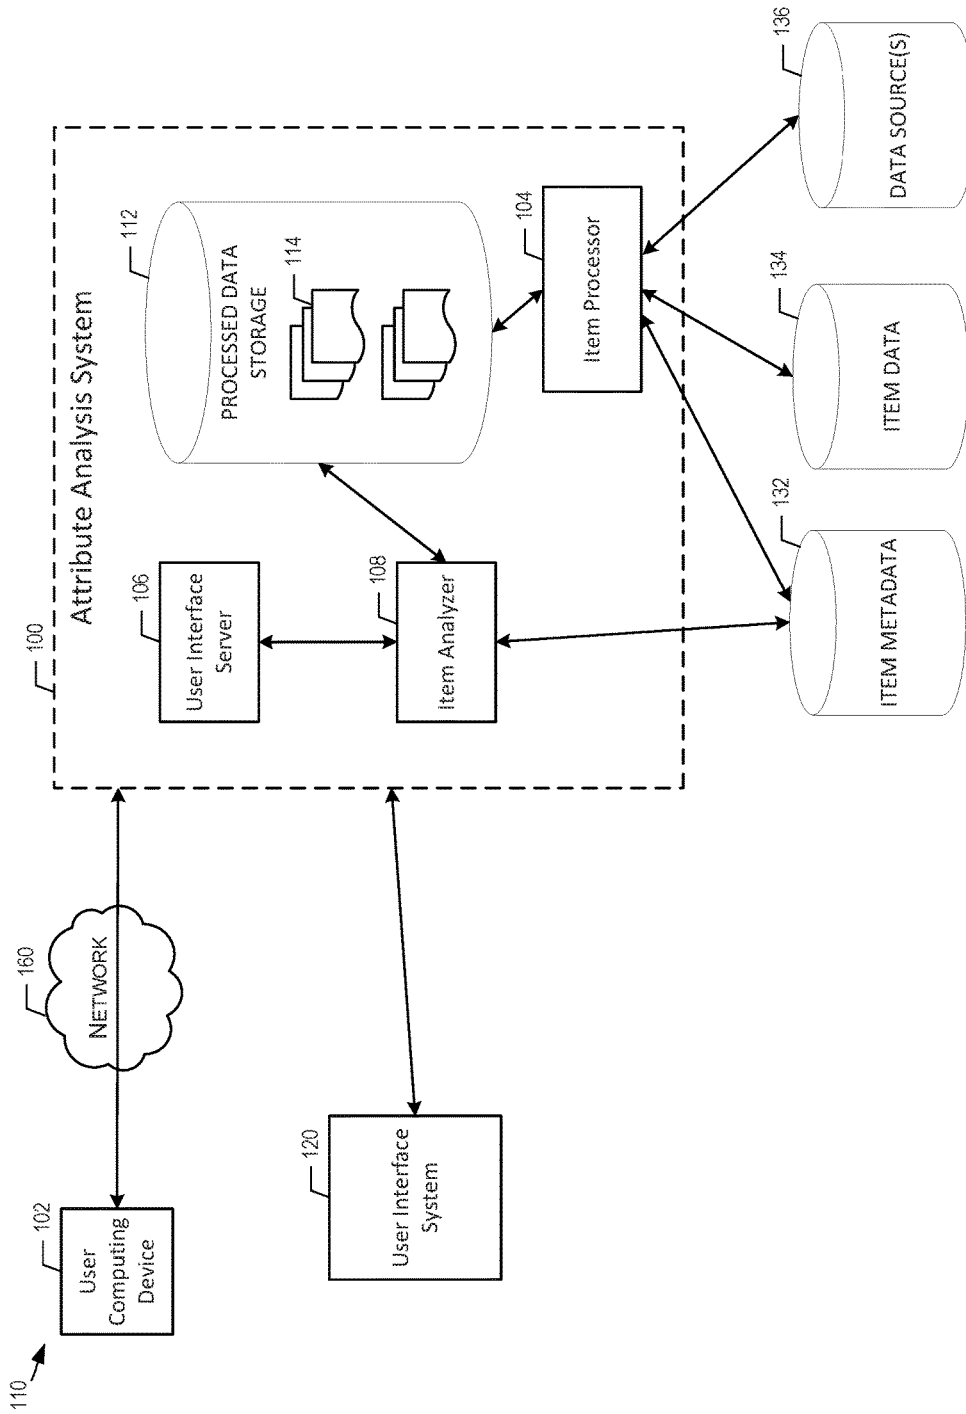 110
102
User
Computing
Device
160
NETWORK
120
User Interface
System
100
Attribute Analysis System
106
User Interface
Server
108
Item Analyzer
112
PROCESSED DATA
STORAGE
114
104
Item Processor
132
ITEM METADATA
134
ITEM DATA
136
DATA SOURCE(S)